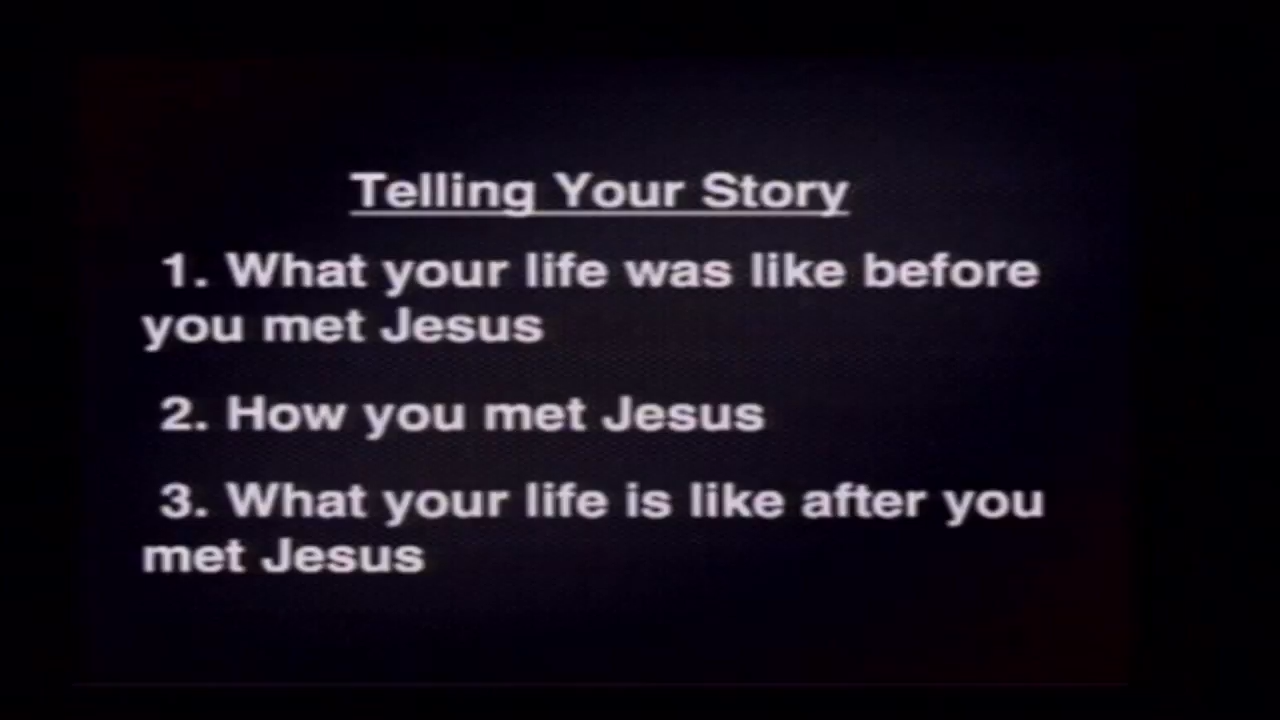 Telling Your Story
1. What your life was like before
you met Jesus
2. How you met Jesus
3. What your life is like after you
met Jesus